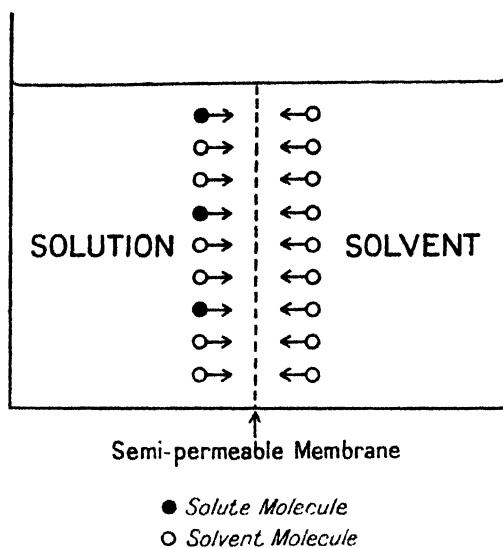 SOLUTION
SOLVENT
Semi-permeable Membrane
Solute Molecule
Solvent Molecule